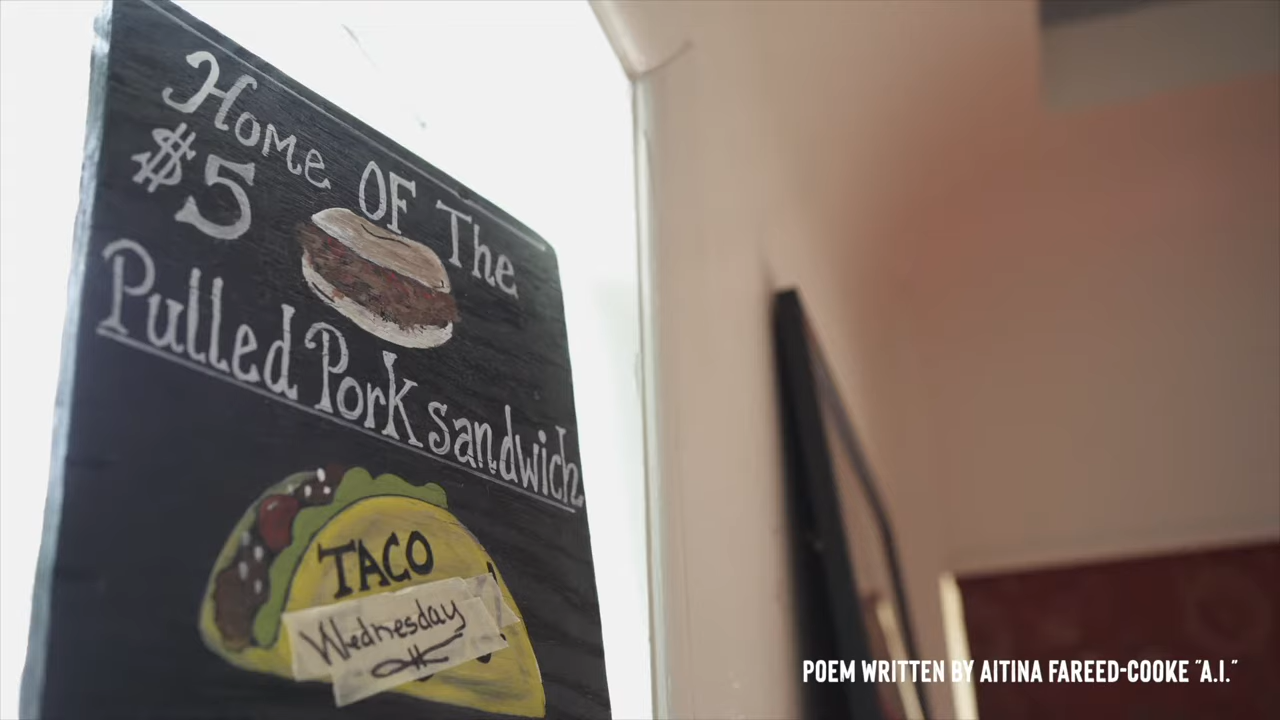 Home OF The
$5
Pulled Pork sandwich
TACO
Wednesday
POEM WRITTEN BY AITINA FAREED-COOKE "A.I."